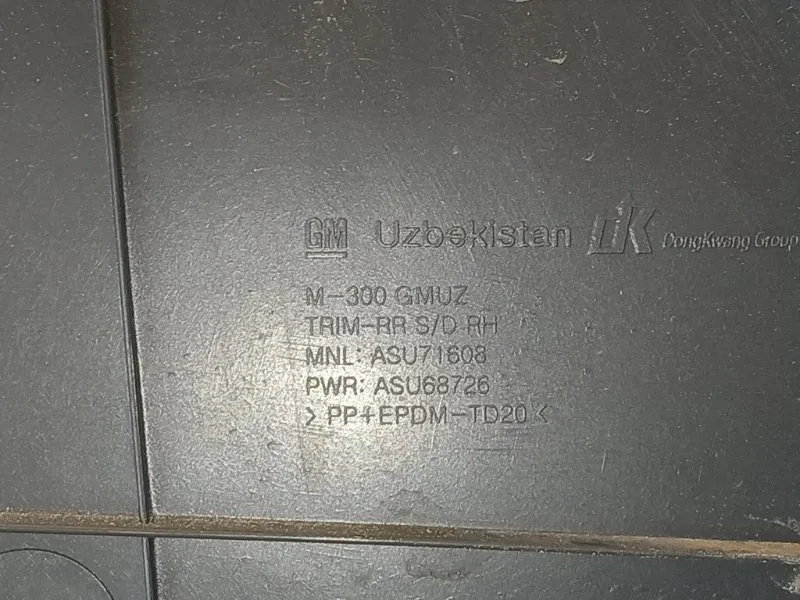 GM Uzbekistan DK DongKwang Group
M-300 GMUZ
TRIM-RR S/D RH
MNL: ASU71608
PWR: ASU68726
> PP+EPDM-TD20 <